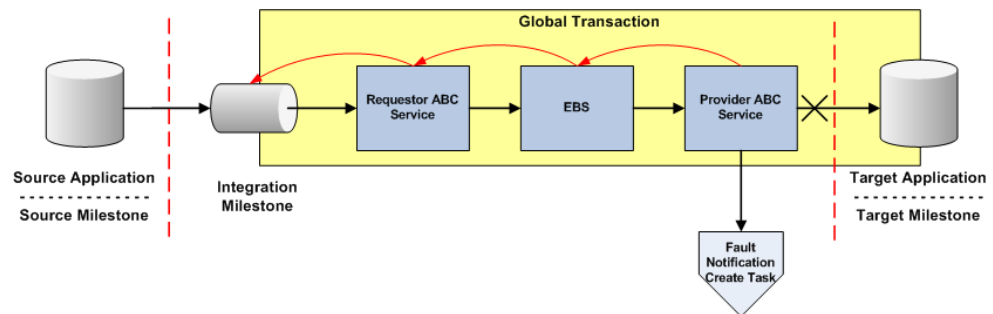 Global Transaction
Requestor ABC
Service
EBS
Provider ABC
Service
Source Application
Source Milestone
Integration
Milestone
Target Application
Target Milestone
Fault
Notification
Create Task